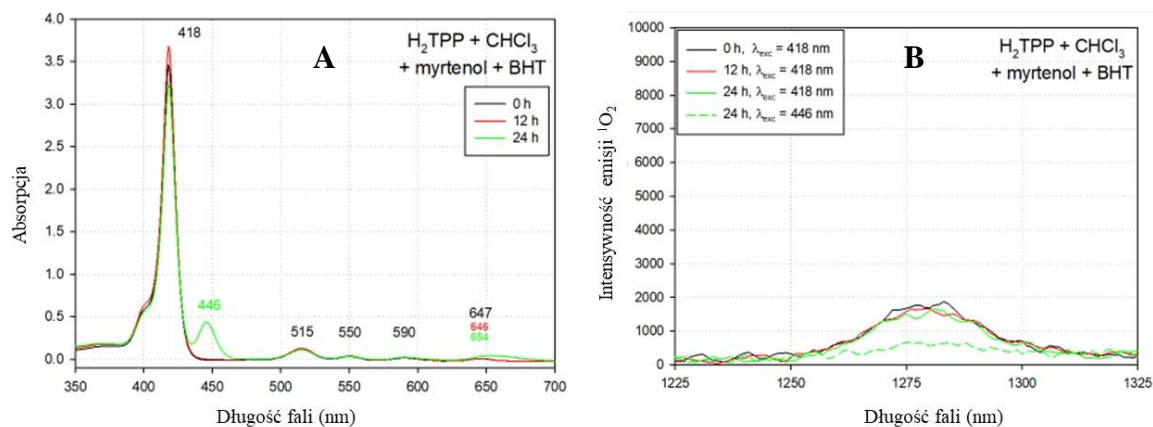 A
H₂TPP + CHCl₃
+ myrtenol + BHT
0 h
12 h
24 h
418
446
515
550
590
647
646
654
4.0
3.5
3.0
2.5
2.0
1.5
1.0
0.5
0.0
350 400 450 500 550 600 650 700
Absorpcja
Długość fali (nm)
B
H₂TPP + CHCl₃
+ myrtenol + BHT
0 h, λexc = 418 nm
12 h, λexc = 418 nm
24 h, λexc = 418 nm
24 h, λexc = 446 nm
10000
9000
8000
7000
6000
5000
4000
3000
2000
1000
0
1225 1250 1275 1300 1325
Intensywność emisji ¹O₂
Długość fali (nm)